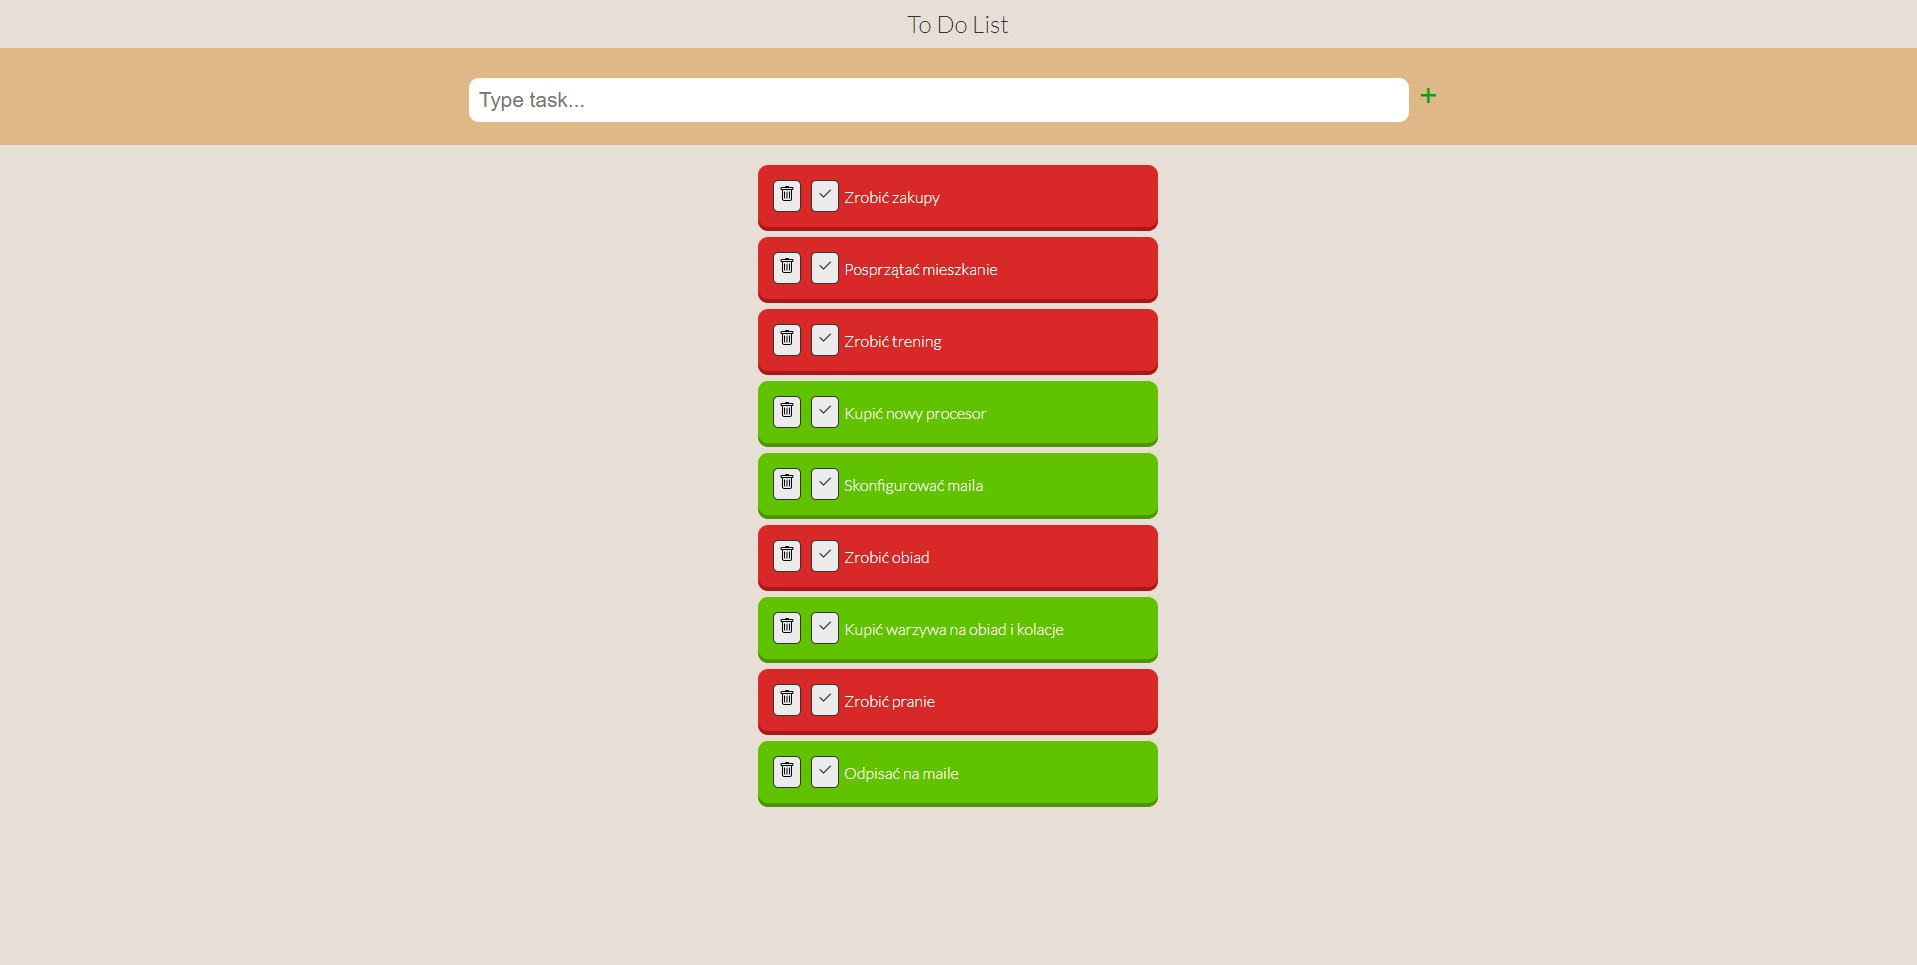 To Do List
Type task...
+
Zrobić zakupy
Posprzątać mieszkanie
Zrobić trening
Kupić nowy procesor
Skonfigurować maila
Zrobić obiad
Kupić warzywa na obiad i kolacje
Zrobić pranie
Odpisać na maile